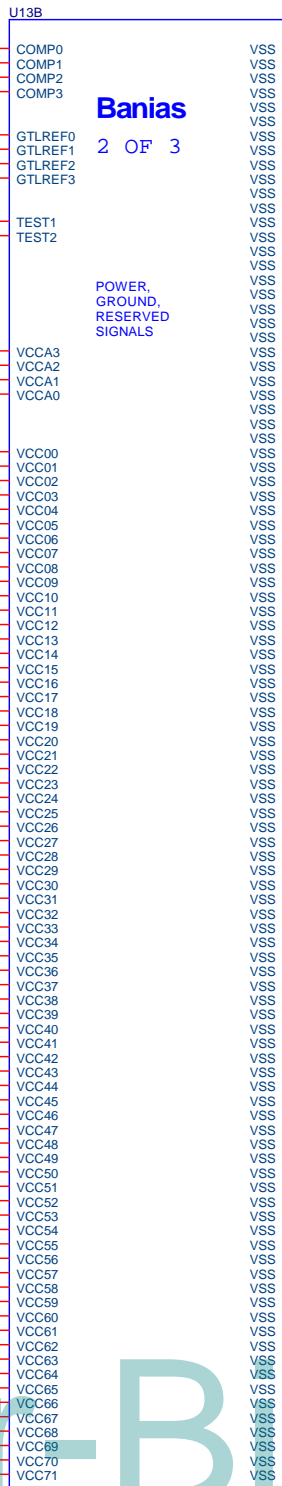 U13B
COMP0 VSS
COMP1 VSS
COMP2 VSS
COMP3 VSS
Banias VSS
VSS
GTLREF0 VSS
GTLREF1 2 OF 3 VSS
GTLREF2 VSS
GTLREF3 VSS
VSS
VSS
TEST1 VSS
TEST2 VSS
VSS
VSS
POWER, VSS
GROUND, VSS
RESERVED VSS
SIGNALS VSS
VSS
VCCA3 VSS
VCCA2 VSS
VCCA1 VSS
VCCA0 VSS
VSS
VSS
VSS
VCC00 VSS
VCC01 VSS
VCC02 VSS
VCC03 VSS
VCC04 VSS
VCC05 VSS
VCC06 VSS
VCC07 VSS
VCC08 VSS
VCC09 VSS
VCC10 VSS
VCC11 VSS
VCC12 VSS
VCC13 VSS
VCC14 VSS
VCC15 VSS
VCC16 VSS
VCC17 VSS
VCC18 VSS
VCC19 VSS
VCC20 VSS
VCC21 VSS
VCC22 VSS
VCC23 VSS
VCC24 VSS
VCC25 VSS
VCC26 VSS
VCC27 VSS
VCC28 VSS
VCC29 VSS
VCC30 VSS
VCC31 VSS
VCC32 VSS
VCC33 VSS
VCC34 VSS
VCC35 VSS
VCC36 VSS
VCC37 VSS
VCC38 VSS
VCC39 VSS
VCC40 VSS
VCC41 VSS
VCC42 VSS
VCC43 VSS
VCC44 VSS
VCC45 VSS
VCC46 VSS
VCC47 VSS
VCC48 VSS
VCC49 VSS
VCC50 VSS
VCC51 VSS
VCC52 VSS
VCC53 VSS
VCC54 VSS
VCC55 VSS
VCC56 VSS
VCC57 VSS
VCC58 VSS
VCC59 VSS
VCC60 VSS
VCC61 VSS
VCC62 VSS
VCC63 VSS
VCC64 VSS
VCC65 VSS
VCC66 VSS
VCC67 VSS
VCC68 VSS
VCC69 VSS
VCC70 VSS
VCC71 VSS